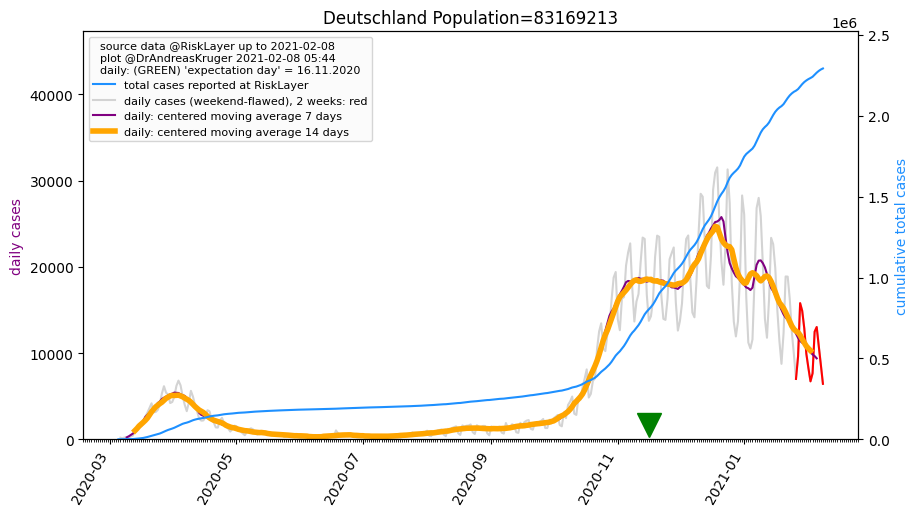 Deutschland Population=83169213
1e6
source data @RiskLayer up to 2021-02-08
plot @DrAndreasKruger 2021-02-08 05:44
daily: (GREEN) 'expectation day' = 16.11.2020
total cases reported at RiskLayer
daily cases (weekend-flawed), 2 weeks: red
daily: centered moving average 7 days
daily: centered moving average 14 days
daily cases
40000
30000
20000
10000
0
2.5
2.0
1.5
1.0
0.5
0.0
cumulative total cases
2020-03
2020-05
2020-07
2020-09
2020-11
2021-01